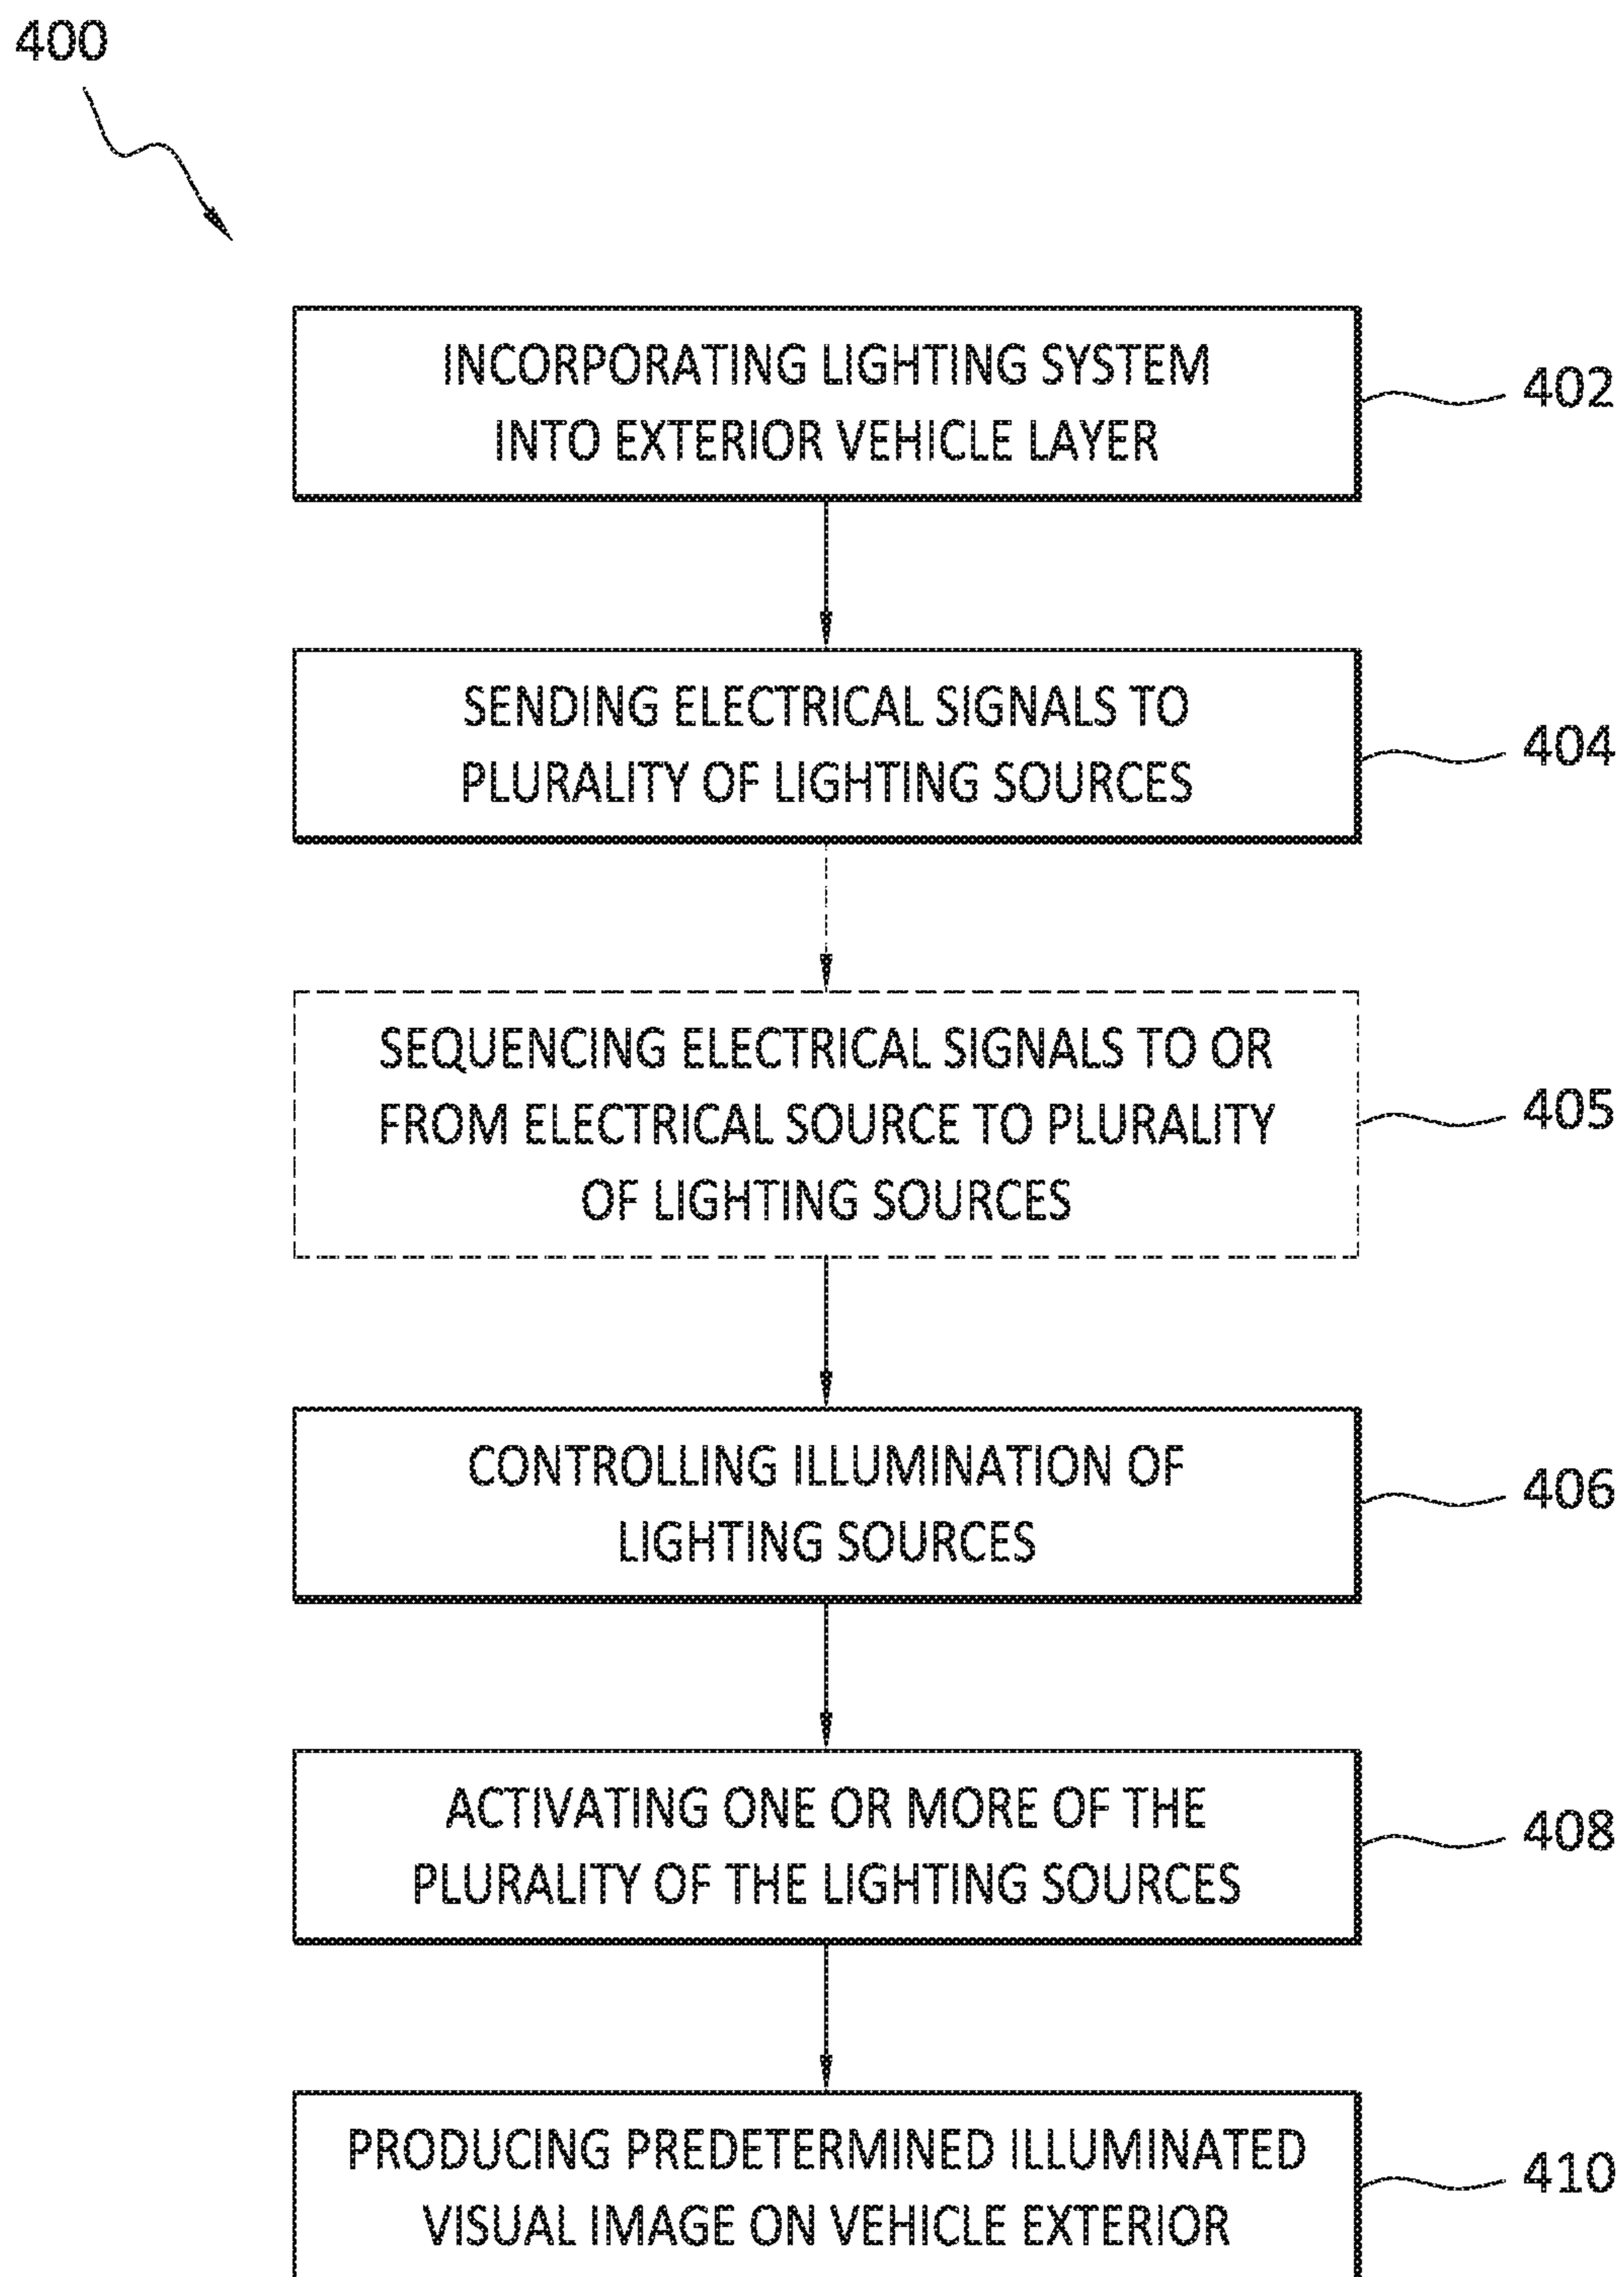 400
INCORPORATING LIGHTING SYSTEM
INTO EXTERIOR VEHICLE LAYER
402
SENDING ELECTRICAL SIGNALS TO
PLURALITY OF LIGHTING SOURCES
404
SEQUENCING ELECTRICAL SIGNALS TO OR
FROM ELECTRICAL SOURCE TO PLURALITY
OF LIGHTING SOURCES
405
CONTROLLING ILLUMINATION OF
LIGHTING SOURCES
406
ACTIVATING ONE OR MORE OF THE
PLURALITY OF THE LIGHTING SOURCES
408
PRODUCING PREDETERMINED ILLUMINATED
VISUAL IMAGE ON VEHICLE EXTERIOR
410